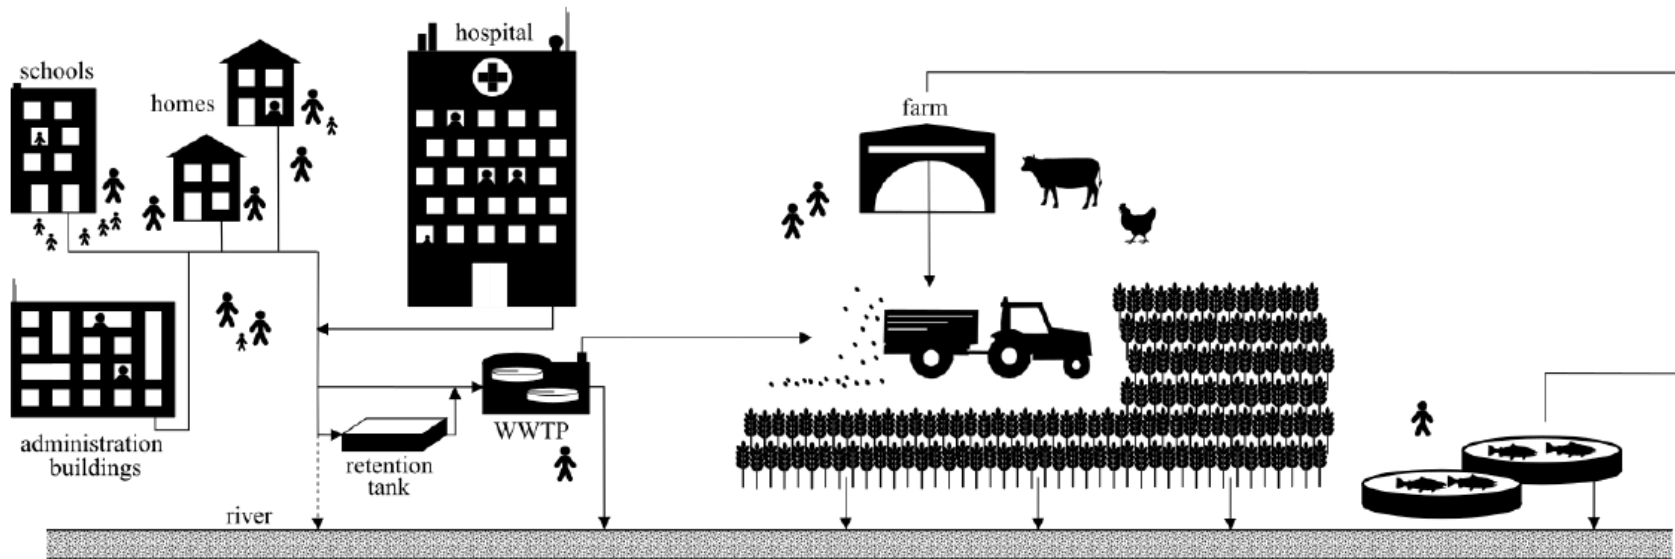 hospital
schools
homes
farm
administration
buildings
WWTP
retention
tank
river